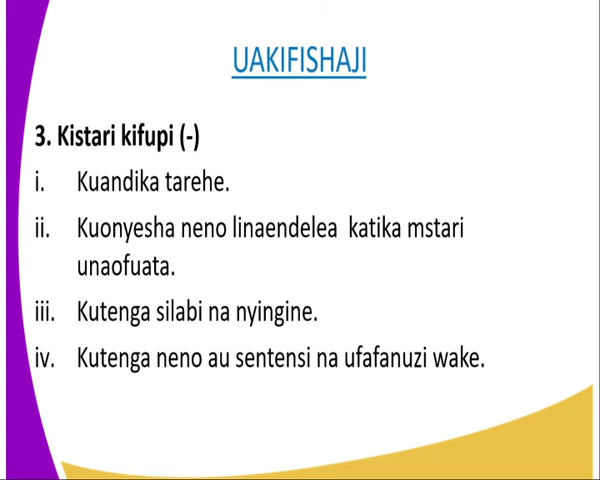 UAKIFISHAJI
3. Kistari kifupi (-)
i. Kuandika tarehe.
ii. Kuonyesha neno linaendelea katika mstari
unaofuata.
iii. Kutenga silabi na nyingine.
iv. Kutenga neno au sentensi na ufafanuzi wake.